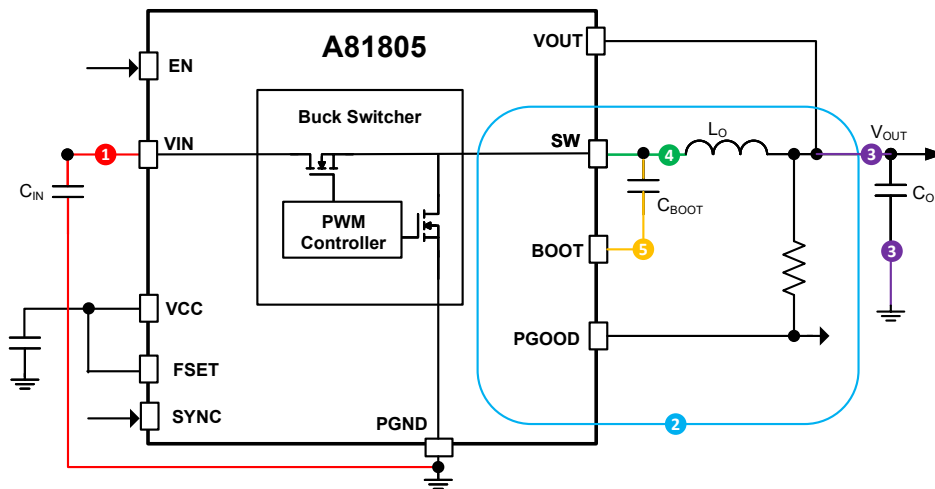 A81805
VOUT
EN
Buck Switcher
SW
LO
VOUT
VIN
1
4
3
CIN
CBOOT
CO
PWM
Controller
BOOT
5
3
VCC
PGOOD
FSET
SYNC
PGND
2